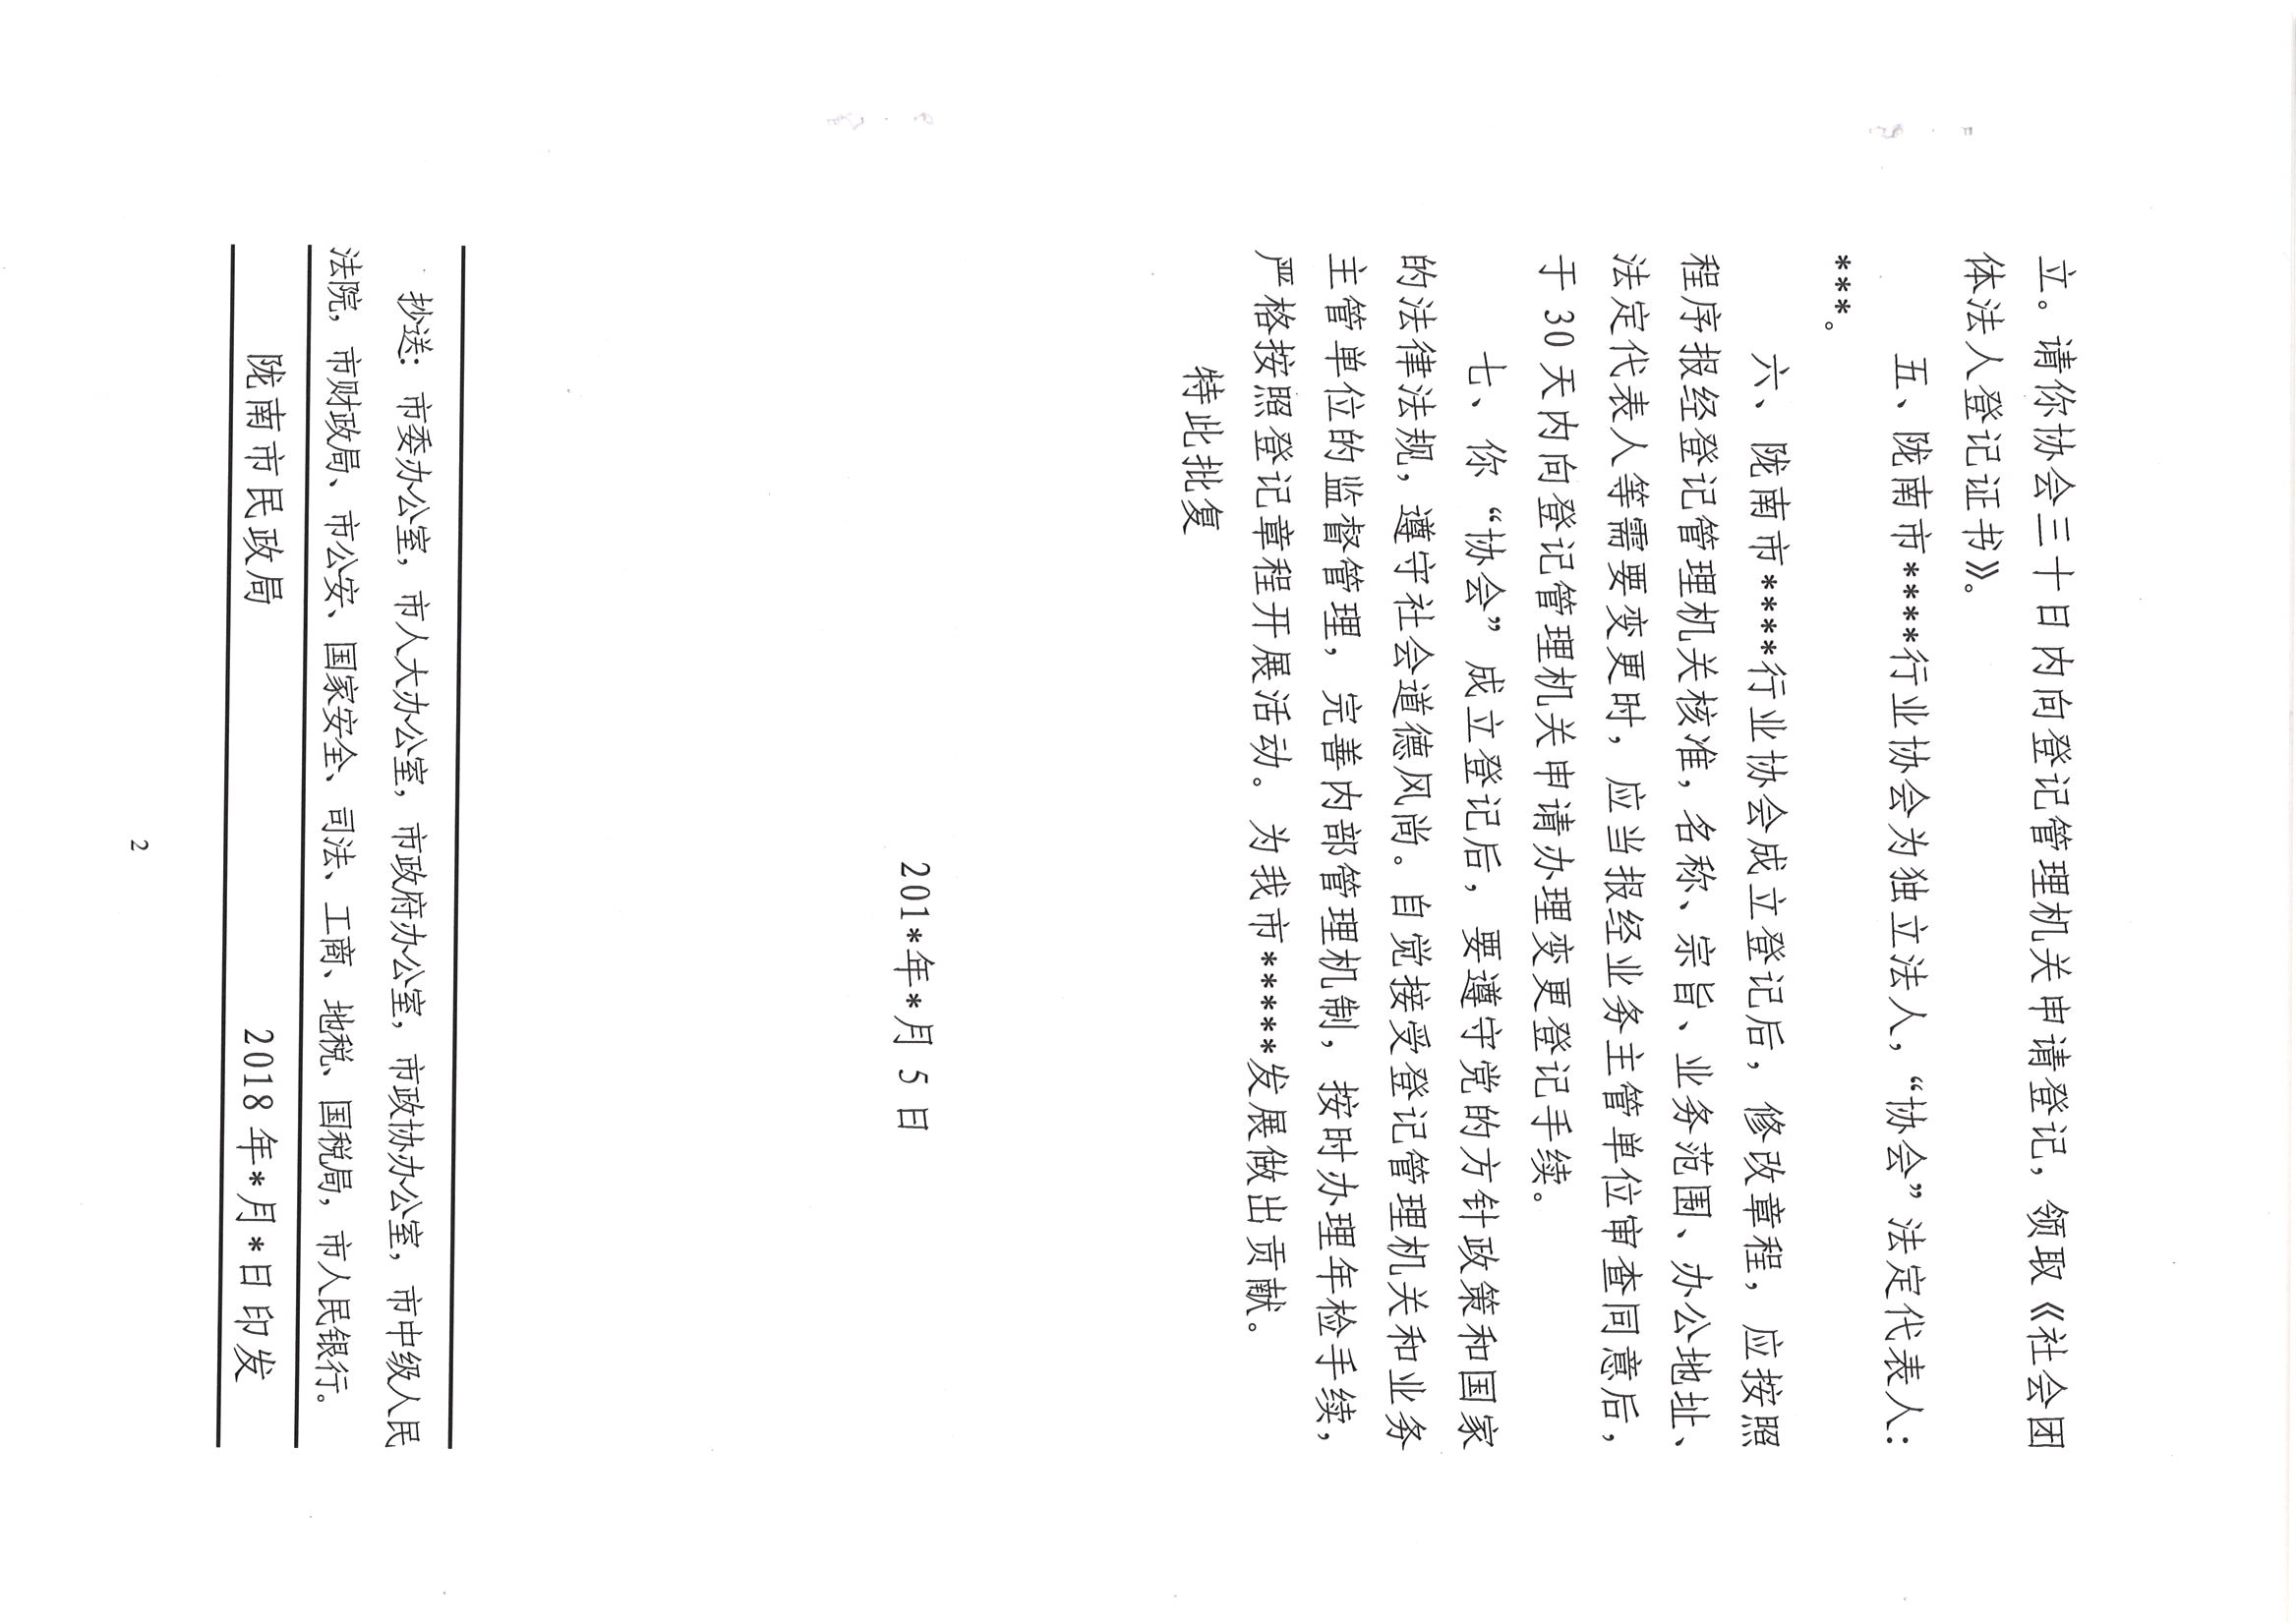 立。请你协会三十日内向登记管理机关申请登记，领取《社会团
体法人登记证书》。
五、陇南市****行业协会为独立法人，“协会”法定代表人：
***。
六、陇南市****行业协会成立登记后，修改章程，应按照
程序报经登记管理机关核准，名称、宗旨、业务范围、办公地址、
法定代表人等需要变更时，应当报经业务主管单位审查同意后，
于 30 天内向登记管理机关申请办理变更登记手续。
七、你“协会”成立登记后，要遵守党的方针政策和国家
的法律法规，遵守社会道德风尚。自觉接受登记管理机关和业务
主管单位的监督管理，完善内部管理机制，按时办理年检手续，
严格按照登记章程开展活动。为我市*****发展做出贡献。
特此批复
201*年*月 5 日
抄送：市委办公室，市人大办公室，市政府办公室，市政协办公室，市中级人民
法院，市财政局、市公安、国家安全、司法、工商、地税、国税局，市人民银行。
陇南市民政局 2018 年*月*日印发
2